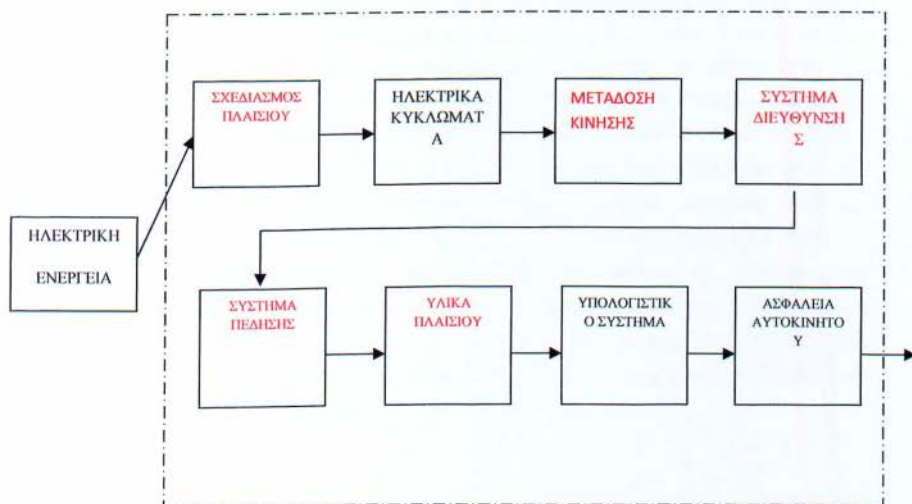 ΣΧΕΔΙΑΣΜΟΣ
ΠΛΑΙΣΙΟΥ
ΗΛΕΚΤΡΙΚΑ
ΚΥΚΛΩΜΑΤ
Α
ΜΕΤΑΔΟΣΗ
ΚΙΝΗΣΗΣ
ΣΥΣΤΗΜΑ
ΔΙΕΥΘΥΝΣΗ
Σ
ΗΛΕΚΤΡΙΚΗ
ΕΝΕΡΓΕΙΑ
ΣΥΣΤΗΜΑ
ΠΕΔΗΣΗΣ
ΥΛΙΚΑ
ΠΛΑΙΣΙΟΥ
ΥΠΟΛΟΓΙΣΤΙΚ
Ο ΣΥΣΤΗΜΑ
ΑΣΦΑΛΕΙΑ
ΑΥΤΟΚΙΝΗΤΟ
Υ